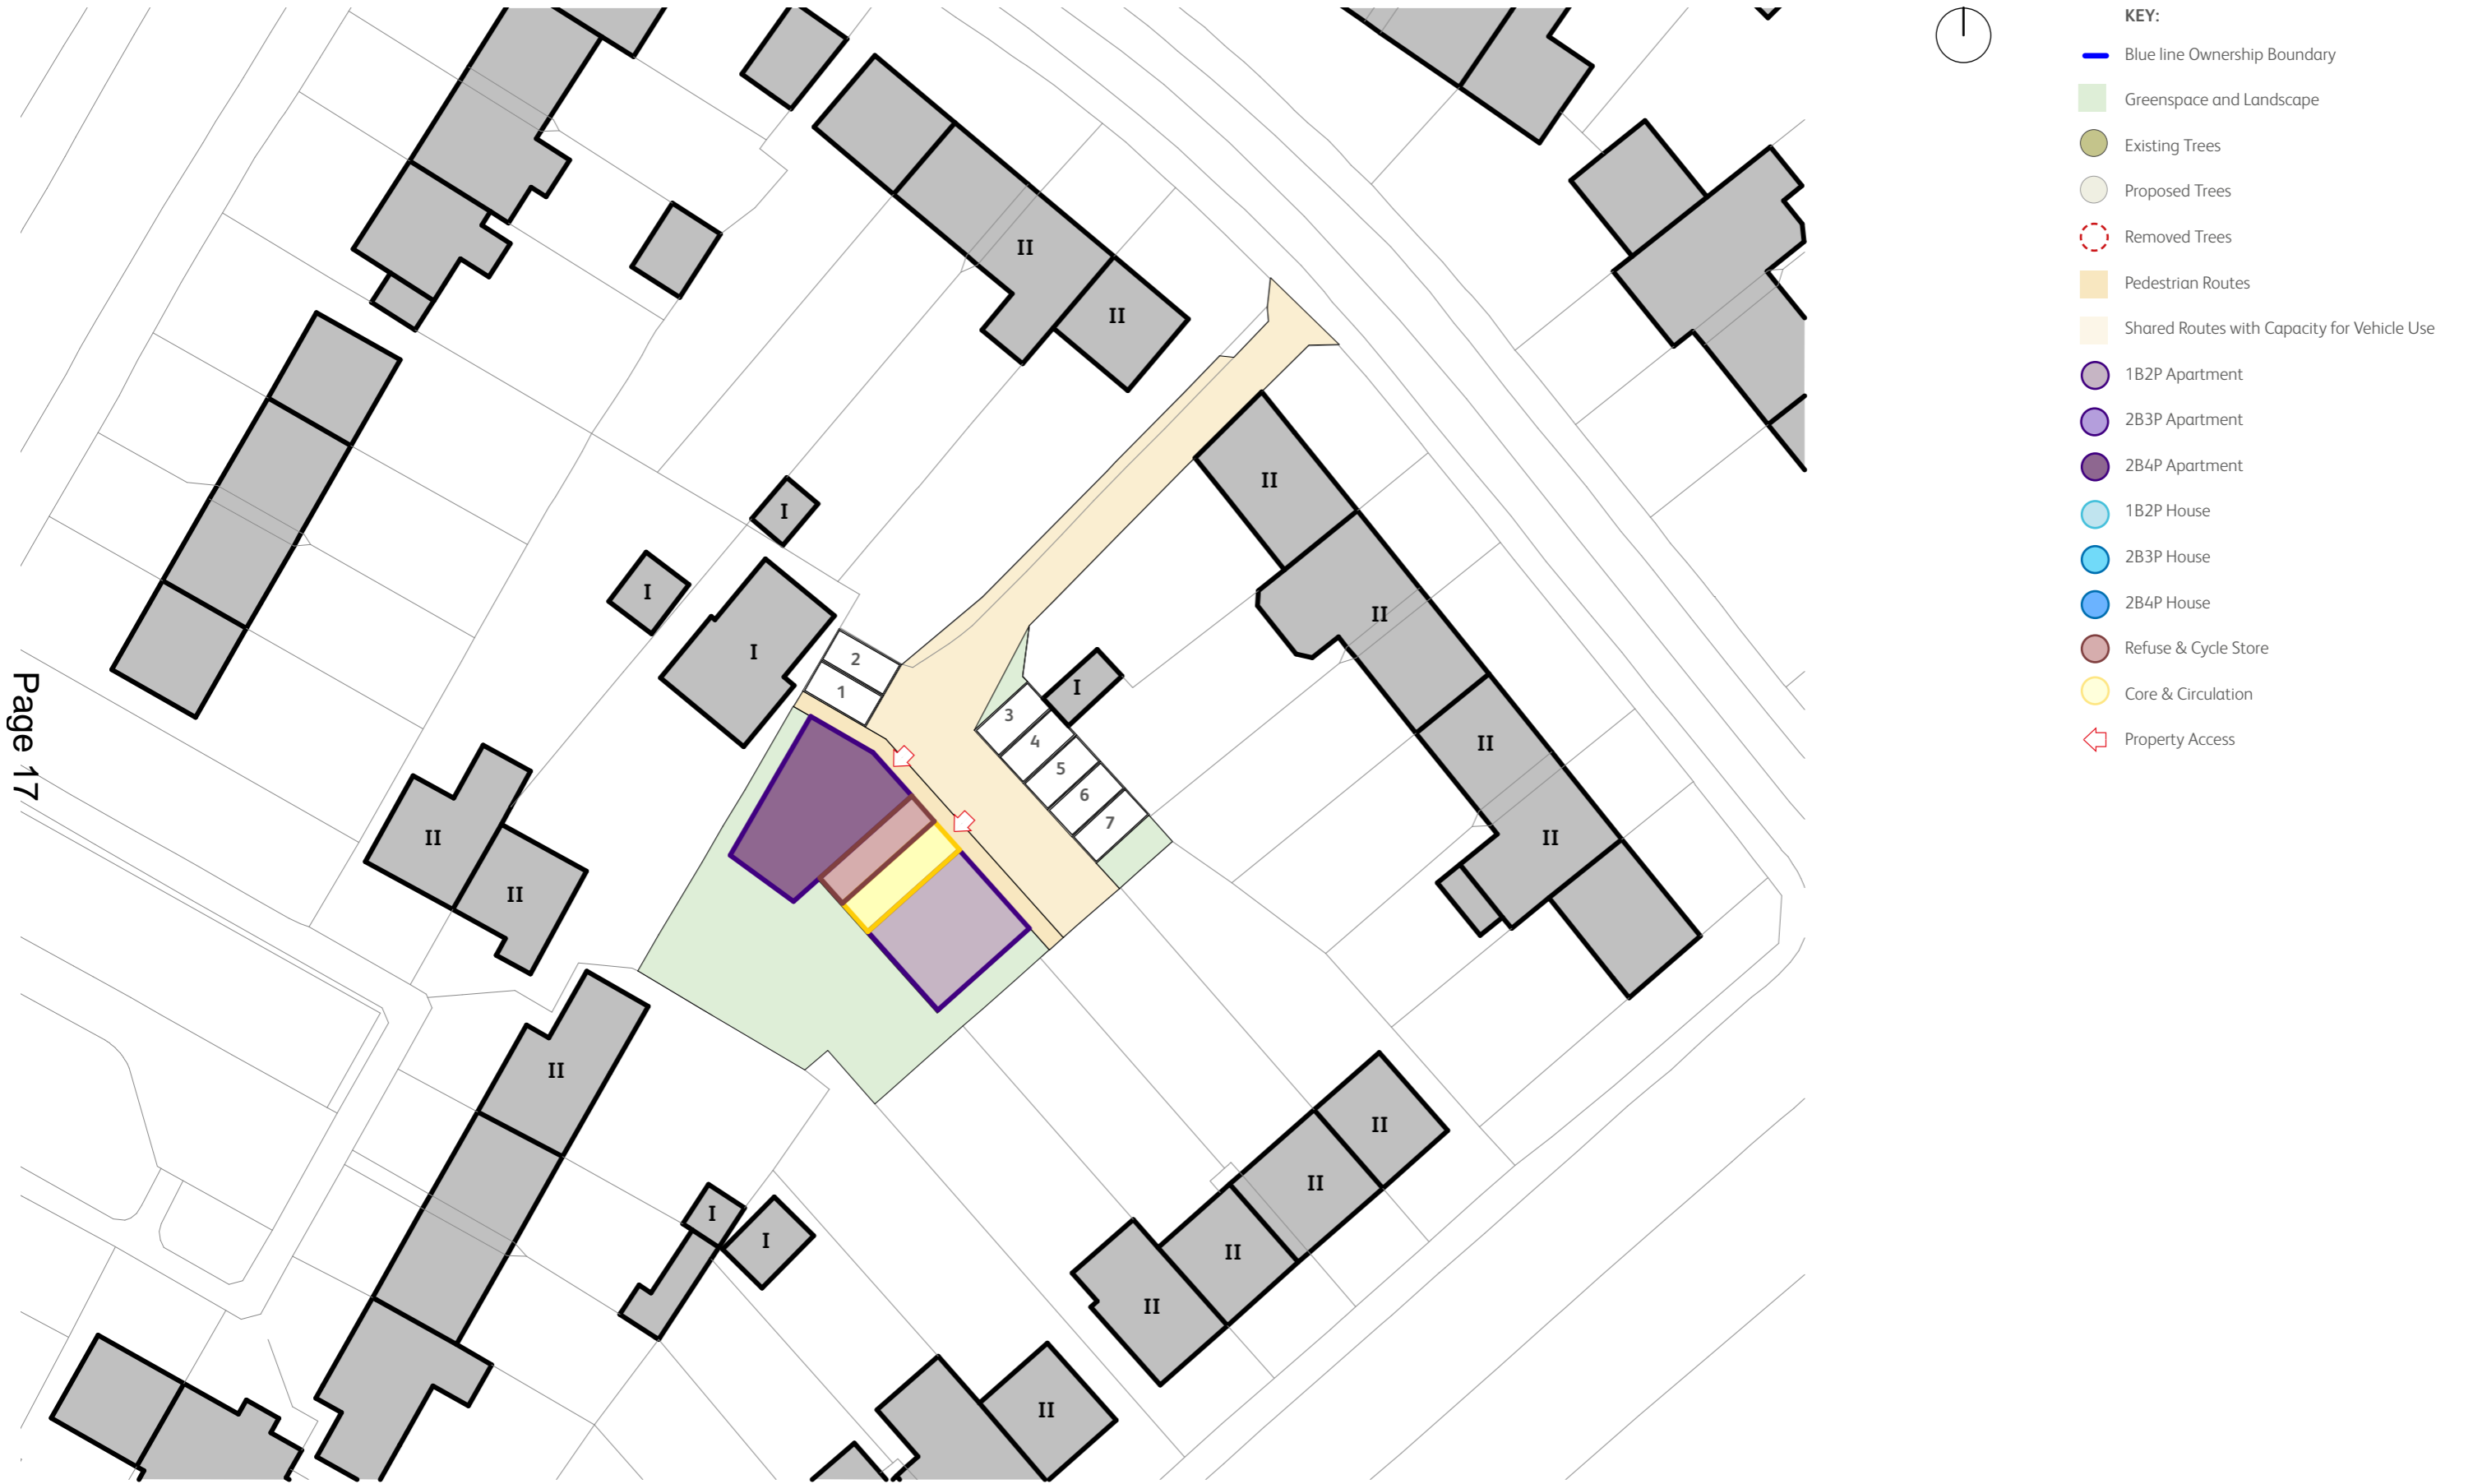 KEY:
Blue line Ownership Boundary
Greenspace and Landscape
Existing Trees
Proposed Trees
Removed Trees
Pedestrian Routes
Shared Routes with Capacity for Vehicle Use
1B2P Apartment
2B3P Apartment
2B4P Apartment
1B2P House
2B3P House
2B4P House
Refuse & Cycle Store
Core & Circulation
Property Access
II
II
II
I
I
II
I
2
I
1
3
4
II
5
6
7
II
II
II
Page 17
II
II
II
II
I
II
I
II
II